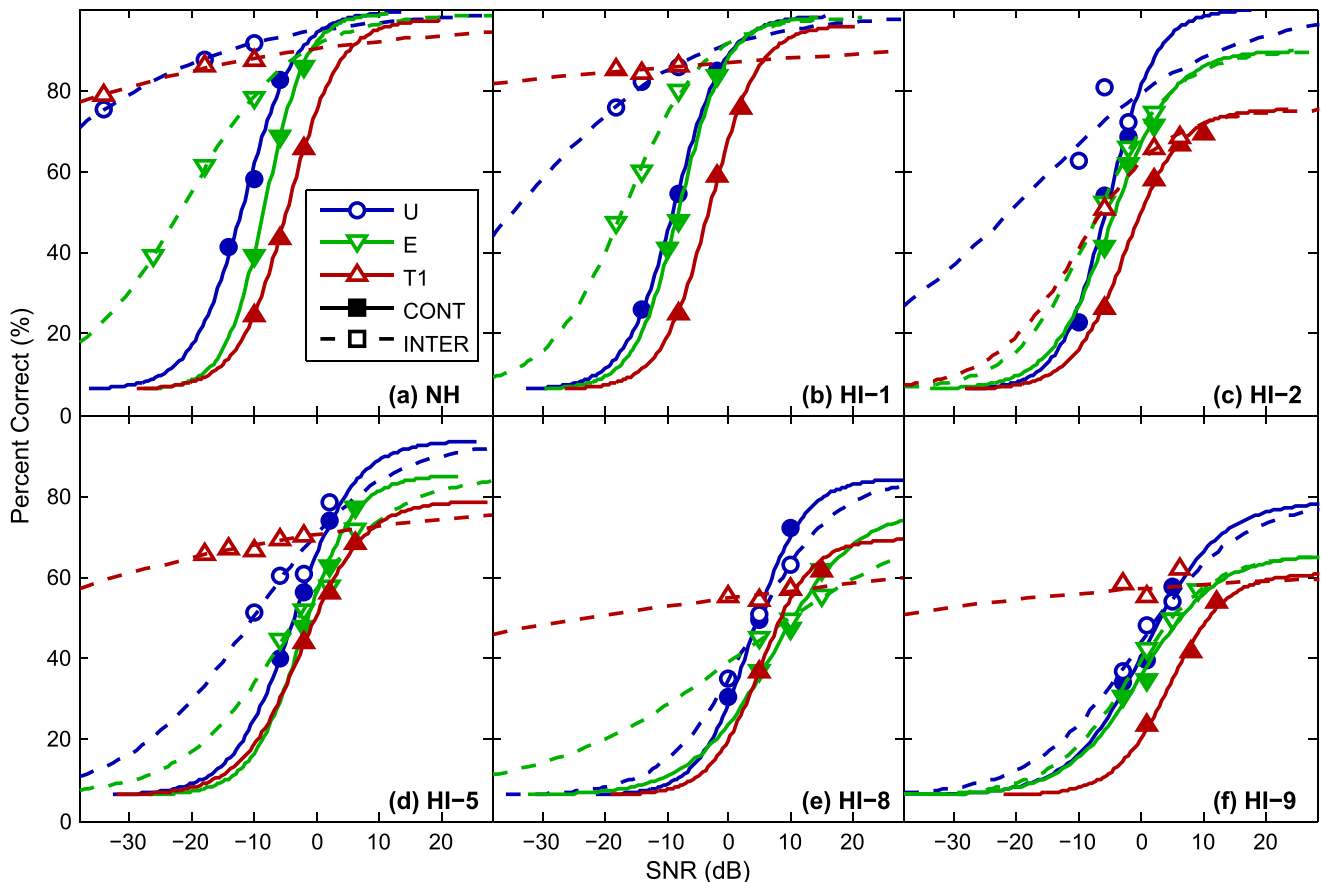 80
60
40
20
0
Percent Correct (%)
U
E
T1
CONT
INTER
(a) NH
(b) HI−1
(c) HI−2
80
60
40
20
0
(d) HI−5
(e) HI−8
(f) HI−9
−30 −20 −10 0 10 20
−30 −20 −10 0 10 20
−30 −20 −10 0 10 20
SNR (dB)